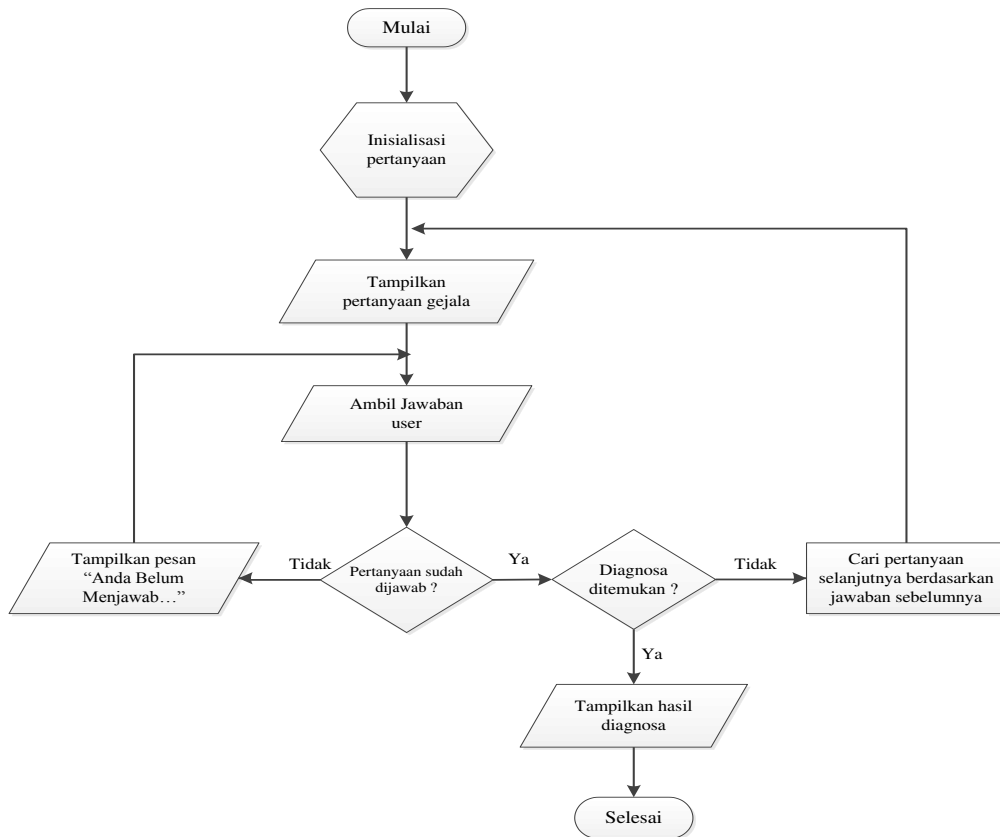 Mulai
Inisialisasi
pertanyaan
Tampilkan
pertanyaan gejala
Ambil Jawaban
user
Pertanyaan sudah
dijawab ?
Tidak
Tampilkan pesan
“Anda Belum
Menjawab…”
Ya
Diagnosa
ditemukan ?
Tidak
Cari pertanyaan
selanjutnya berdasarkan
jawaban sebelumnya
Ya
Tampilkan hasil
diagnosa
Selesai